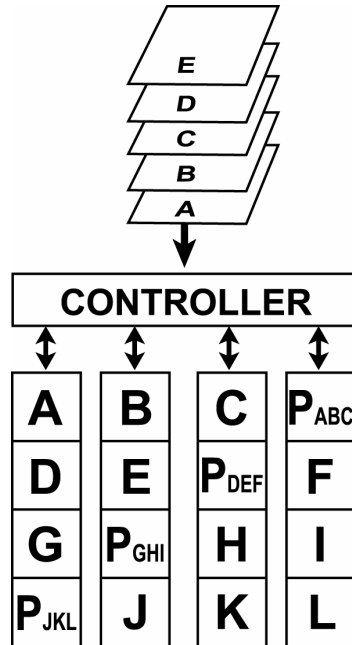 E
D
C
B
A
CONTROLLER
A B C PABC
D E PDEF F
G PGHI H I
PJKL J K L